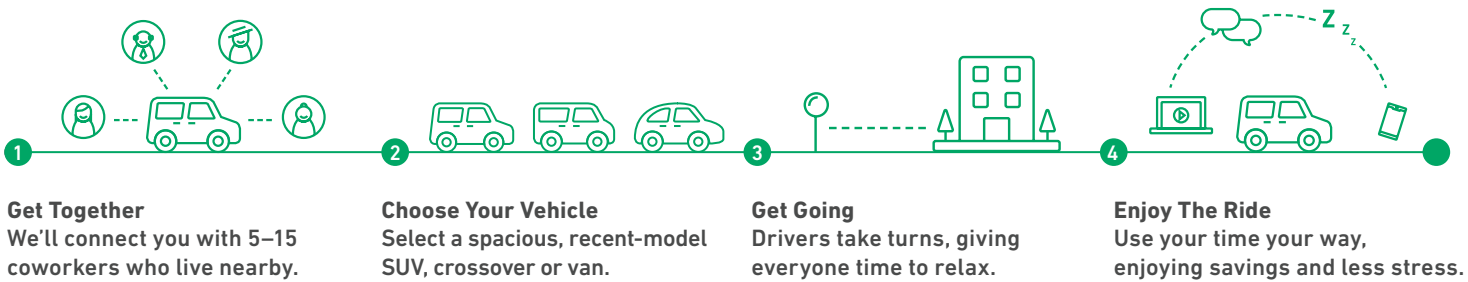 Z z z
1
2
3
4
Get Together
We’ll connect you with 5–15
coworkers who live nearby.
Choose Your Vehicle
Select a spacious, recent-model
SUV, crossover or van.
Get Going
Drivers take turns, giving
everyone time to relax.
Enjoy The Ride
Use your time your way,
enjoying savings and less stress.